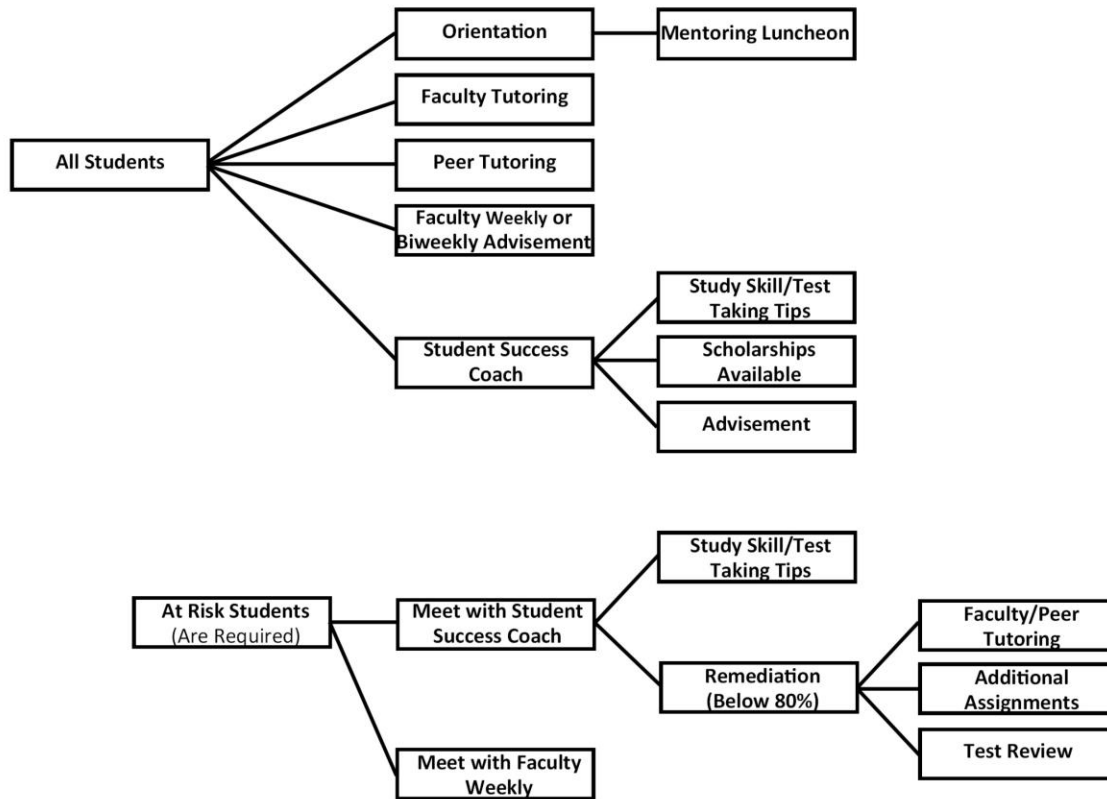 Orientation
Mentoring Luncheon
Faculty Tutoring
All Students
Peer Tutoring
Faculty Weekly or
Biweekly Advisement
Study Skill/Test
Taking Tips
Student Success
Coach
Scholarships
Available
Advisement
Study Skill/Test
Taking Tips
At Risk Students
(Are Required)
Meet with Student
Success Coach
Faculty/Peer
Tutoring
Remediation
(Below 80%)
Additional
Assignments
Test Review
Meet with Faculty
Weekly